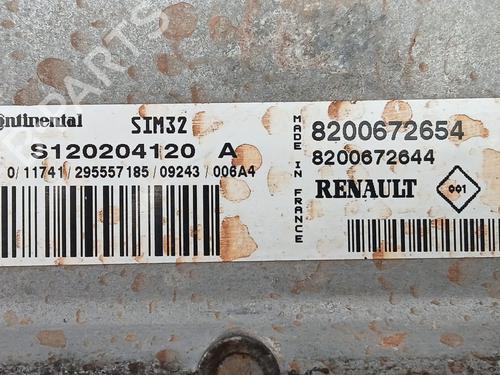 Continental SIM32
S120204120 A
0/11741/295557185/09243/006A4
MADE IN FRANCE
8200672654
8200672644
RENAULT
001